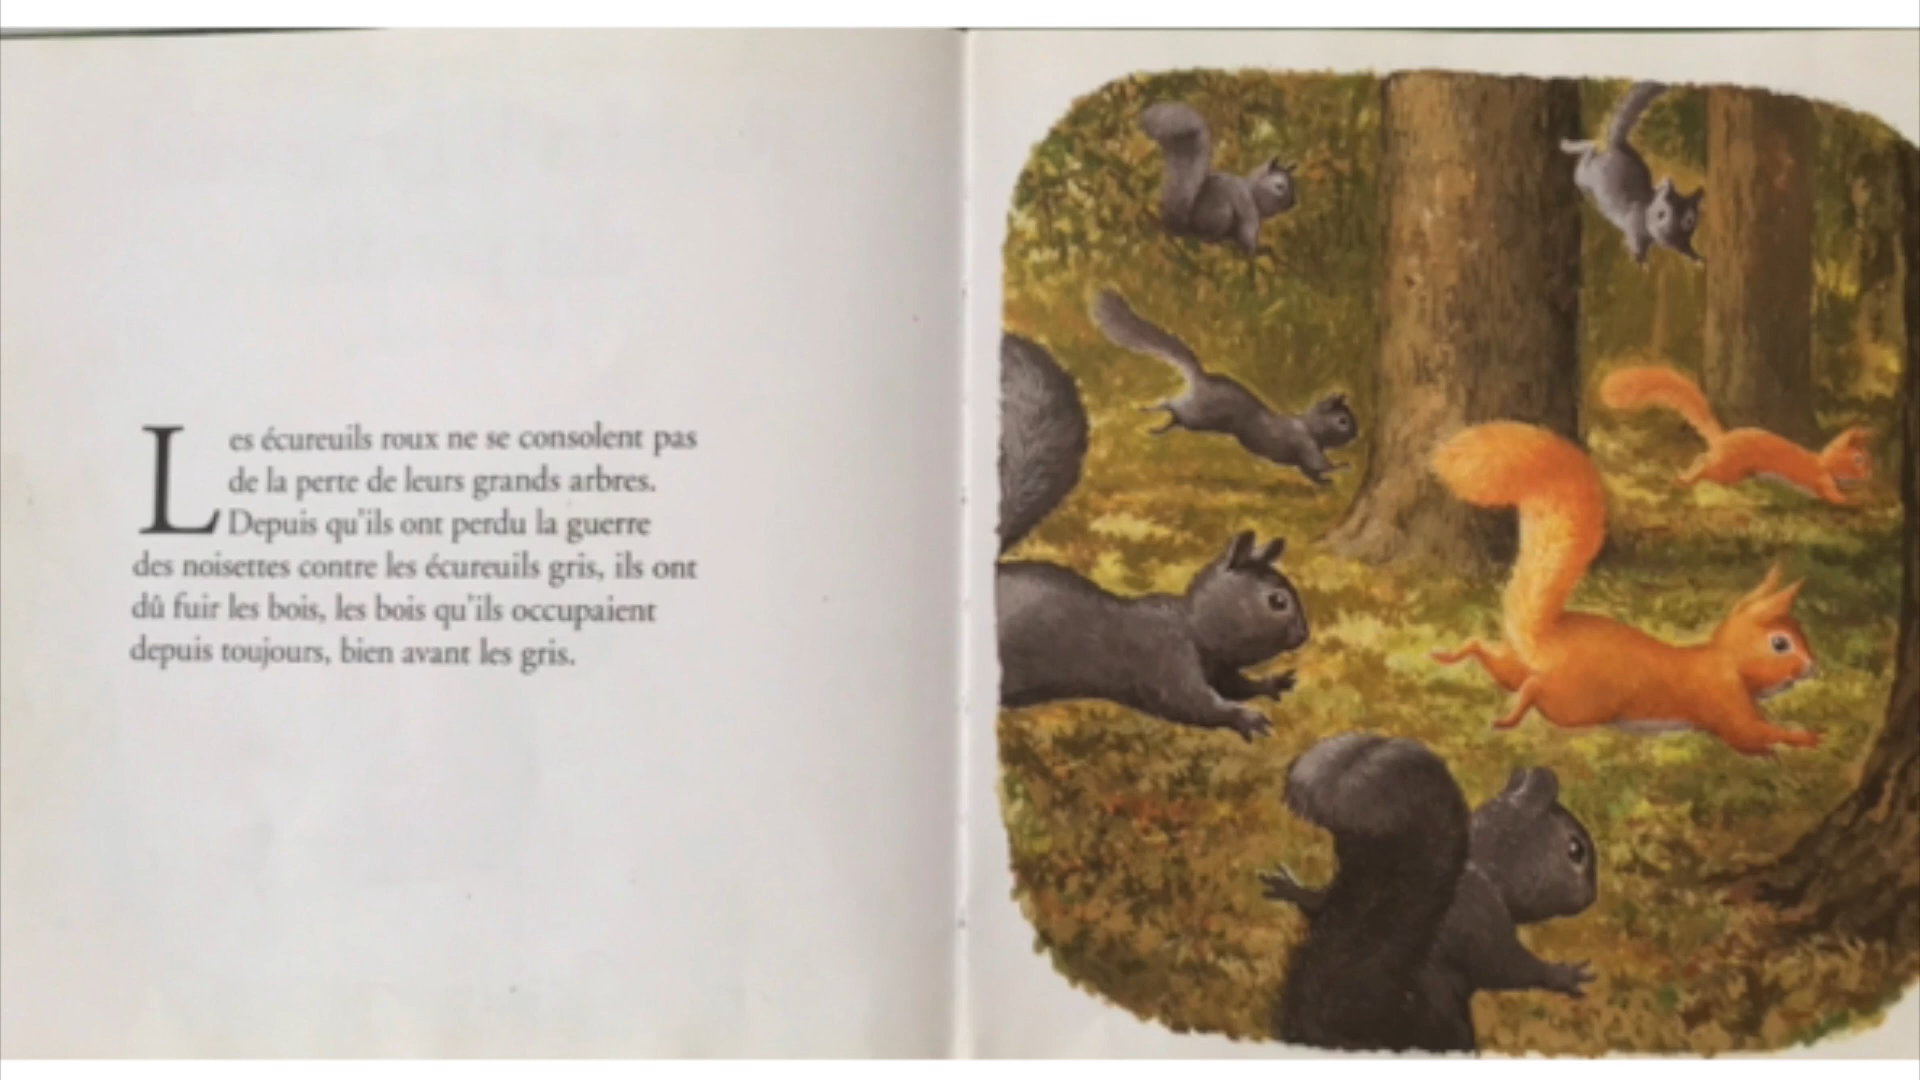 Les écureuils roux ne se consolent pas
de la perte de leurs grands arbres.
Depuis qu'ils ont perdu la guerre
des noisettes contre les écureuils gris, ils ont
dû fuir les bois, les bois qu'ils occupaient
depuis toujours, bien avant les gris.